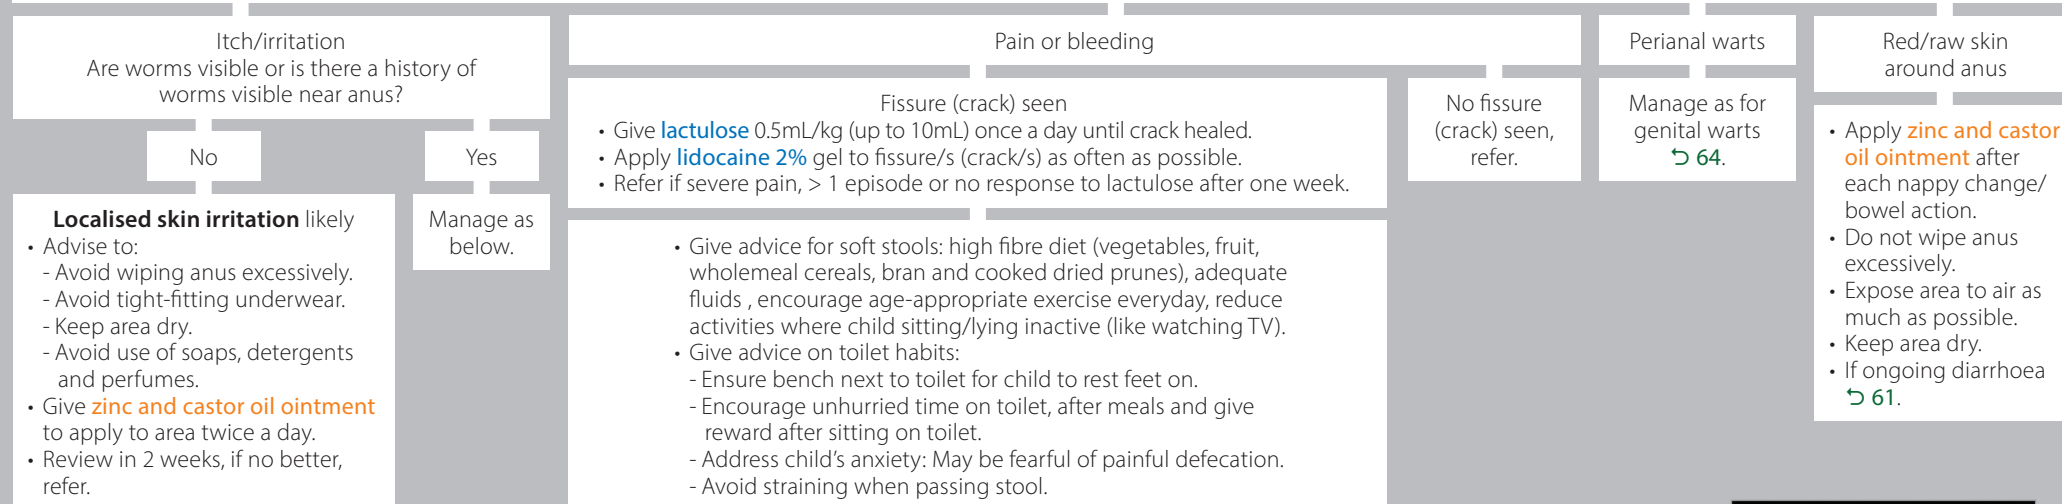 Itch/irritation
Are worms visible or is there a history of
worms visible near anus?
No
Yes
Localised skin irritation likely
• Advise to:
- Avoid wiping anus excessively.
- Avoid tight-fitting underwear.
- Keep area dry.
- Avoid use of soaps, detergents
and perfumes.
• Give zinc and castor oil ointment
to apply to area twice a day.
• Review in 2 weeks, if no better,
refer.
Manage as
below.
Pain or bleeding
Fissure (crack) seen
• Give lactulose 0.5mL/kg (up to 10mL) once a day until crack healed.
• Apply lidocaine 2% gel to fissure/s (crack/s) as often as possible.
• Refer if severe pain, > 1 episode or no response to lactulose after one week.
• Give advice for soft stools: high fibre diet (vegetables, fruit,
wholemeal cereals, bran and cooked dried prunes), adequate
fluids , encourage age-appropriate exercise everyday, reduce
activities where child sitting/lying inactive (like watching TV).
• Give advice on toilet habits:
- Ensure bench next to toilet for child to rest feet on.
- Encourage unhurried time on toilet, after meals and give
reward after sitting on toilet.
- Address child's anxiety: May be fearful of painful defecation.
- Avoid straining when passing stool.
No fissure
(crack) seen,
refer.
Perianal warts
Manage as for
genital warts
⮌ 64.
Red/raw skin
around anus
• Apply zinc and castor
oil ointment after
each nappy change/
bowel action.
• Do not wipe anus
excessively.
• Expose area to air as
much as possible.
• Keep area dry.
• If ongoing diarrhoea
⮌ 61.